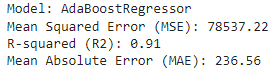 Model: AdaBoostRegressor
Mean Squared Error (MSE): 78537.22
R-squared (R2): 0.91
Mean Absolute Error (MAE): 236.56